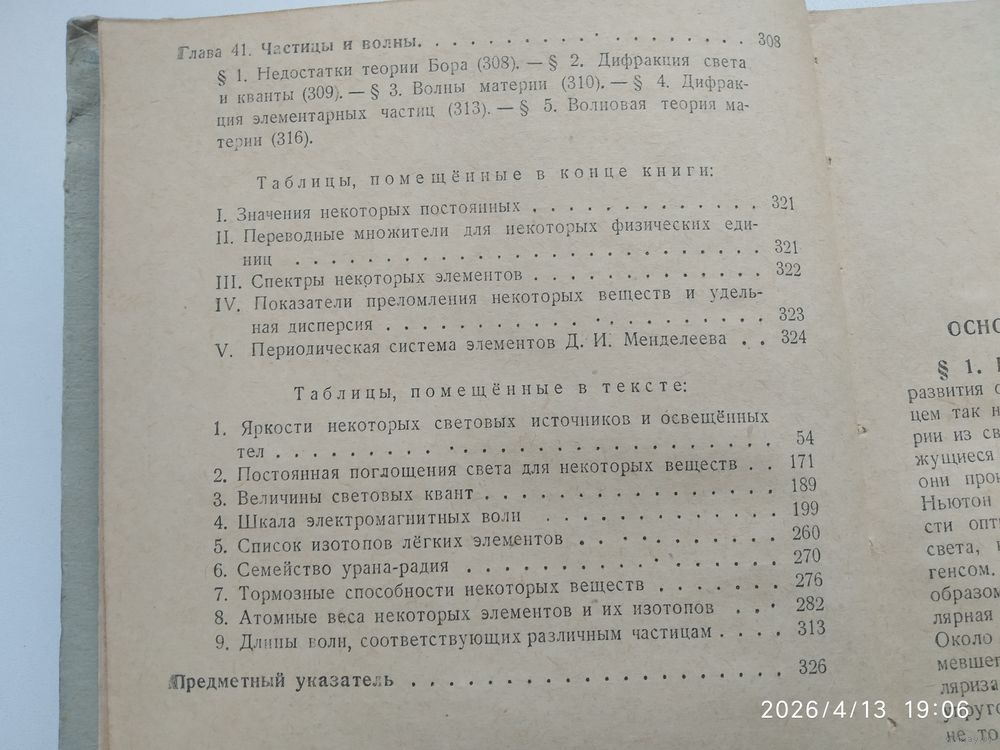 Глава 41. Частицы и волны. . . . . . . . . . . . . . . . . . 308
§ 1. Недостатки теории Бора (308). — § 2. Дифракция света
и кванты (309). — § 3. Волны материи (310). — § 4. Дифрак-
ция элементарных частиц (313). — § 5. Волновая теория ма-
терии (316).
Таблицы, помещённые в конце книги:
I. Значения некоторых постоянных . . . . . . . . . . . . . 321
II. Переводные множители для некоторых физических еди-
ниц . . . . . . . . . . . . . . . . . . . . . . . . . . 321
III. Спектры некоторых элементов . . . . . . . . . . . . . 322
IV. Показатели преломления некоторых веществ и удель-
ная дисперсия . . . . . . . . . . . . . . . . . . . . . 323
V. Периодическая система элементов Д. И. Менделеева . . 324
Таблицы, помещённые в тексте:
1. Яркости некоторых световых источников и освещённых
тел . . . . . . . . . . . . . . . . . . . . . . . . . . . 54
2. Постоянная поглощения света для некоторых веществ . . 171
3. Величины световых квант . . . . . . . . . . . . . . . . 189
4. Шкала электромагнитных волн . . . . . . . . . . . . . 199
5. Список изотопов лёгких элементов . . . . . . . . . . . 260
6. Семейство урана-радия . . . . . . . . . . . . . . . . . 270
7. Тормозные способности некоторых веществ . . . . . . . 276
8. Атомные веса некоторых элементов и их изотопов . . . 282
9. Длины волн, соответствующих различным частицам . . . . 313
Предметный указатель . . . . . . . . . . . . . . . . . . . . 326
ОСНО
§ 1.
развития
цем так
рии из
жущиеся
они
Ньютон
сти
света,
генсом.
образом
лярная
Около
2026/4/13 19:06